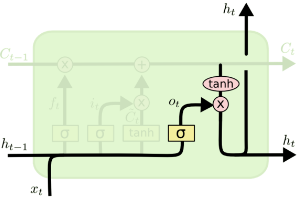 h_t
C_{t-1} × + C_t
tanh
f_t i_t × o_t ×
C̃_t
σ σ tanh σ
h_{t-1} h_t
x_t